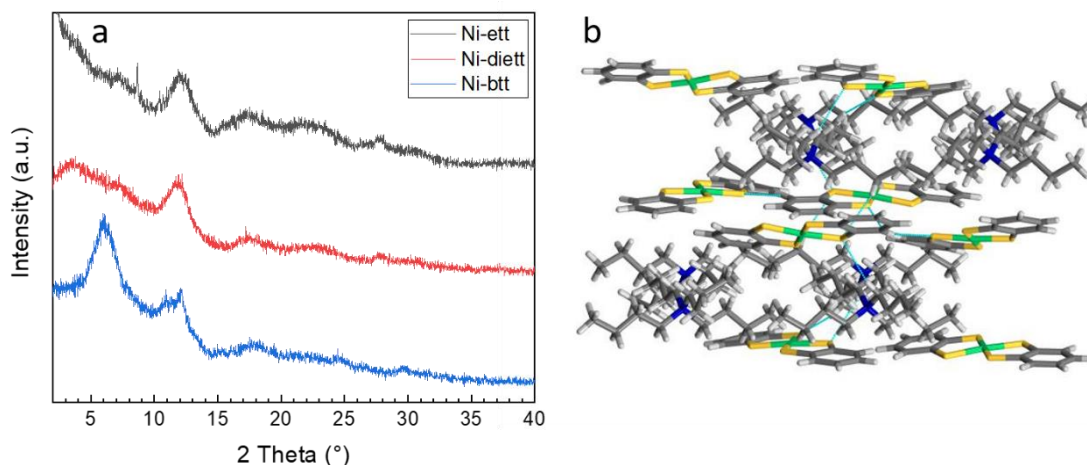 a
Ni-ett
Ni-diett
Ni-btt
Intensity (a.u.)
5 10 15 20 25 30 35 40
2 Theta (°)
b